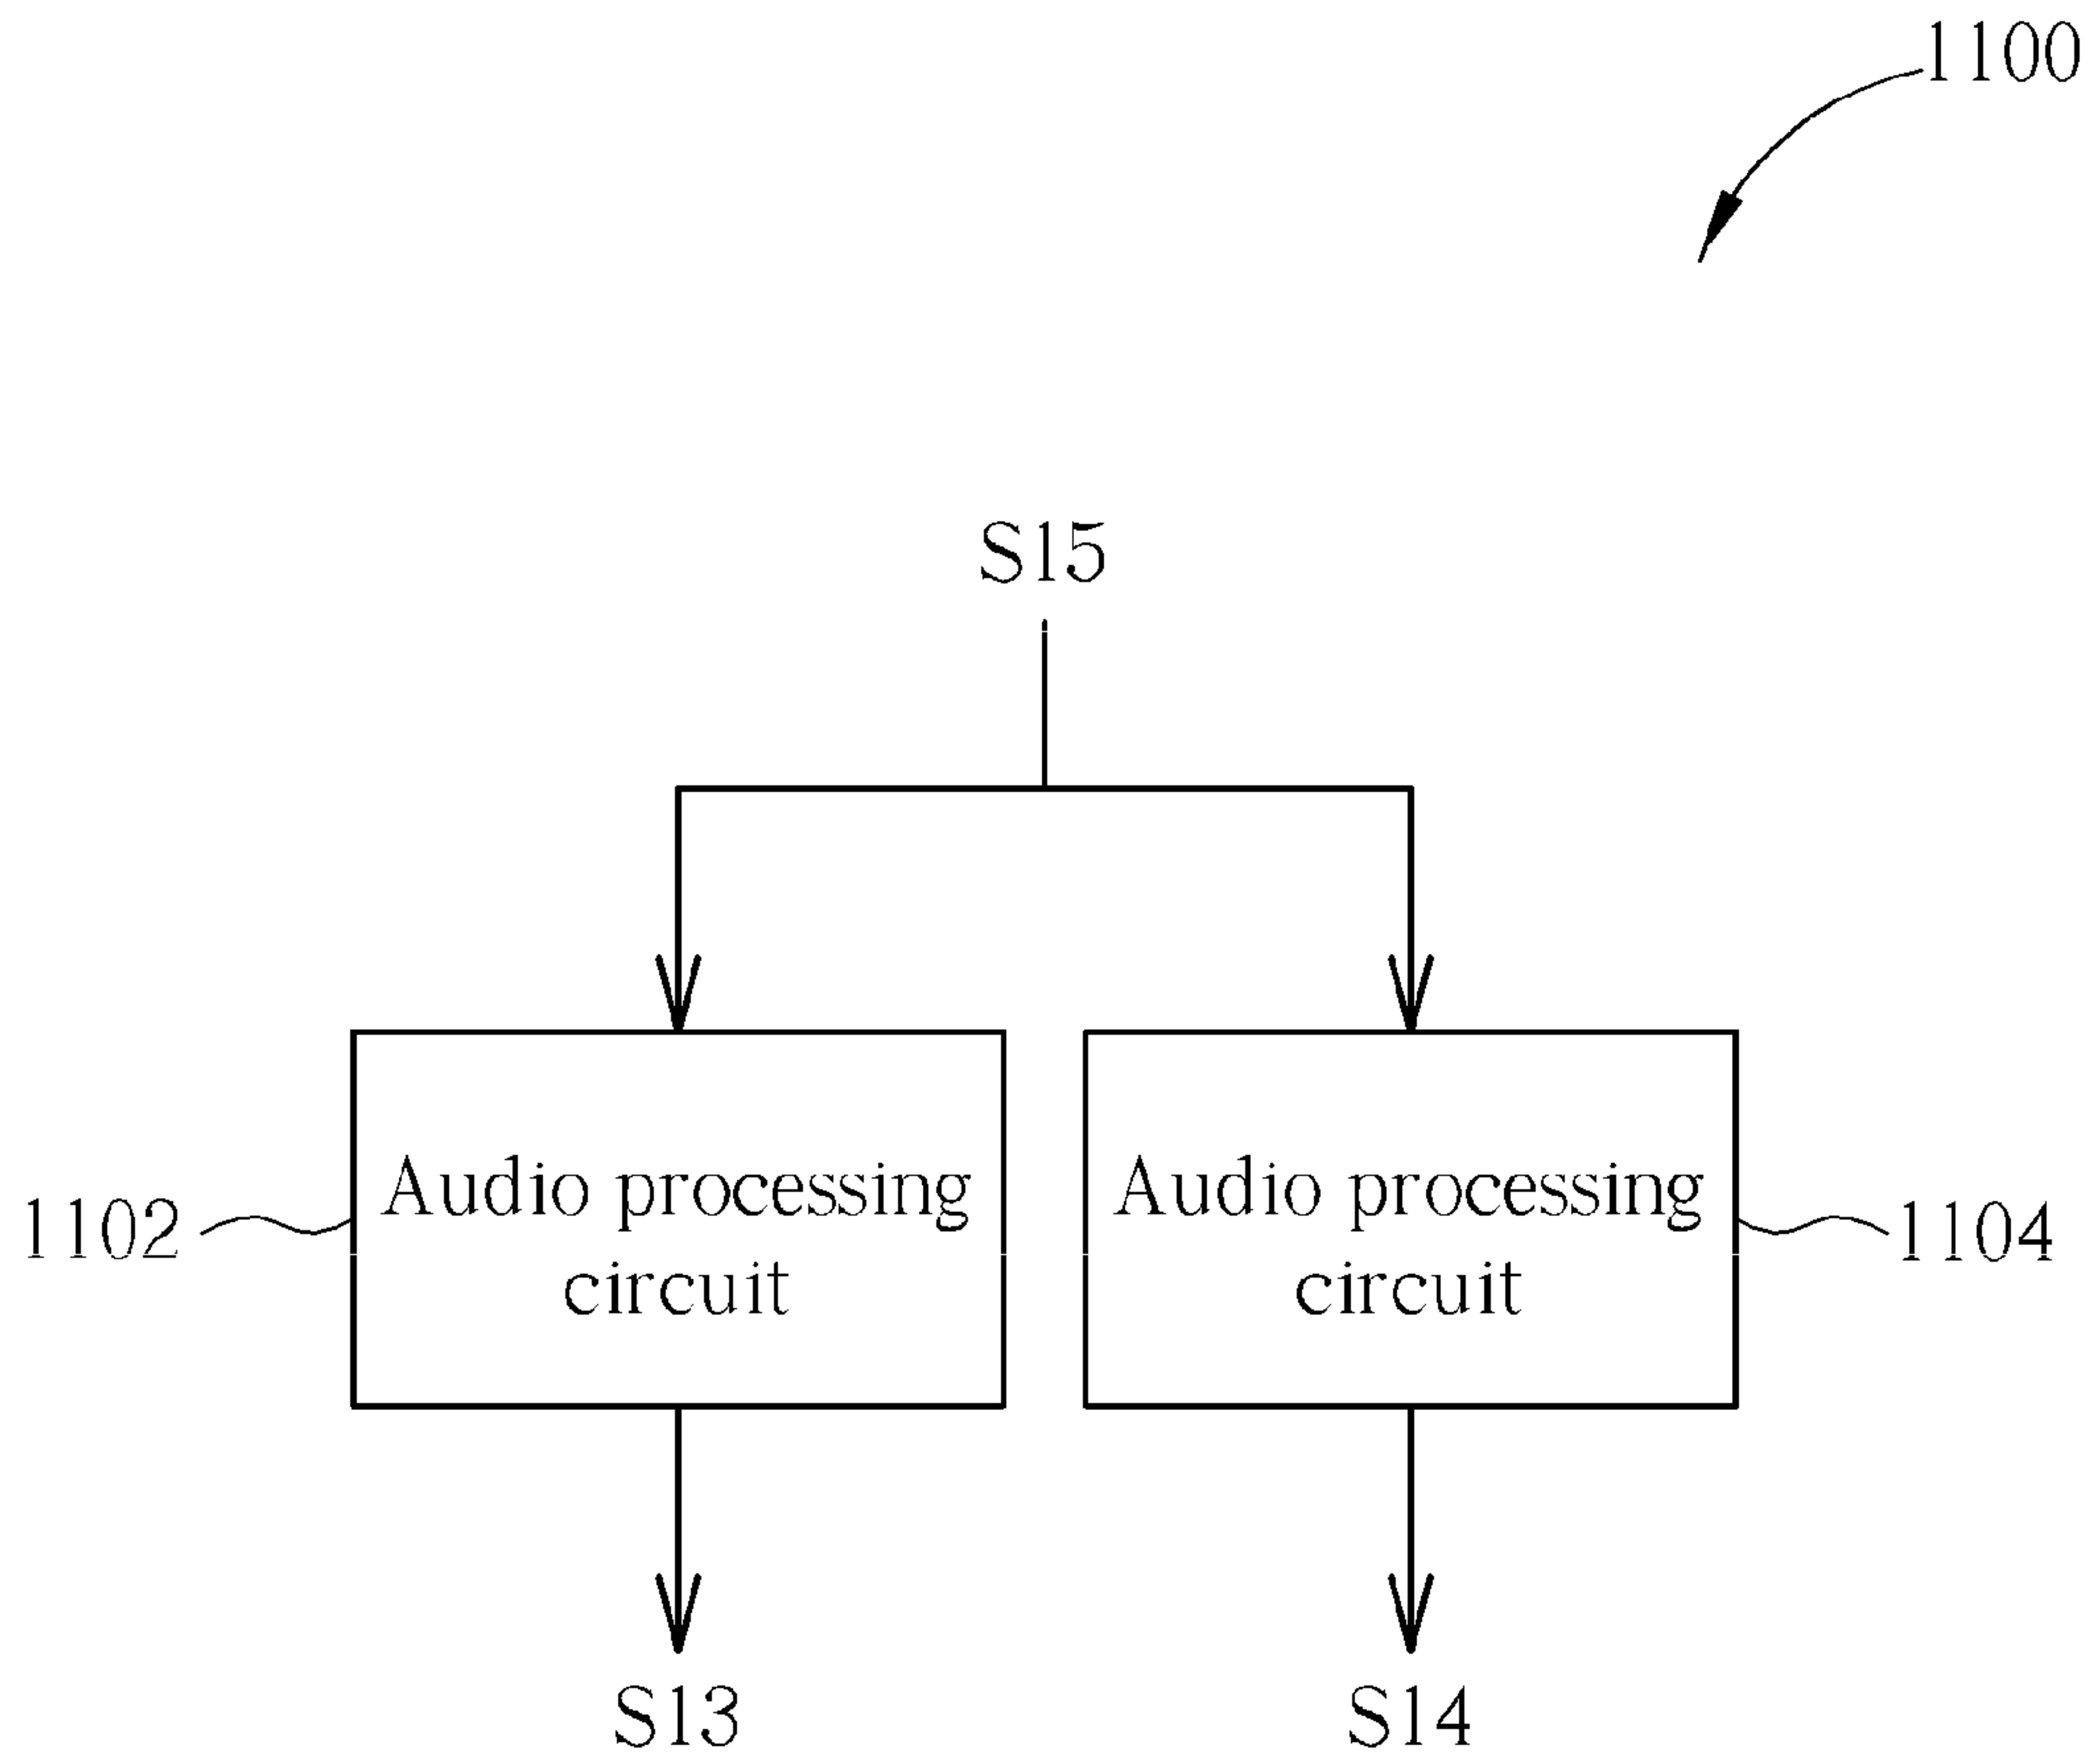 1100
S15
Audio processing
circuit
Audio processing
circuit
1102
1104
S13
S14